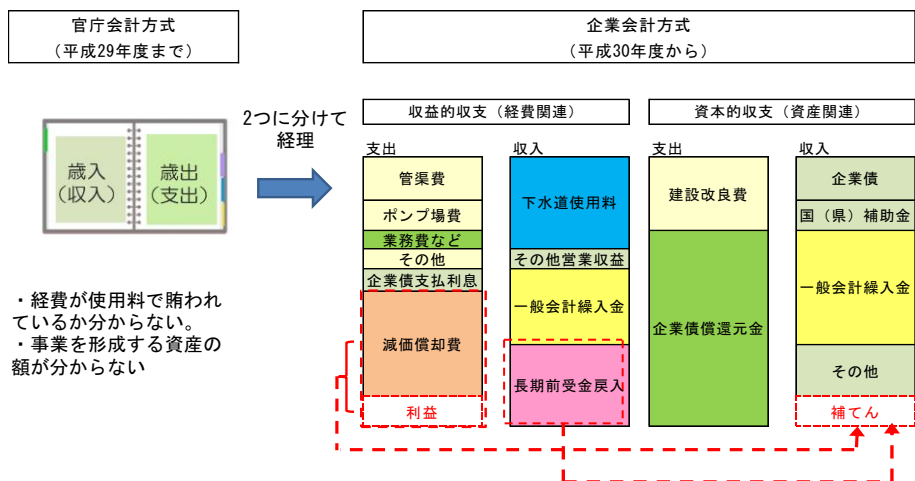 官庁会計方式
（平成29年度まで）
企業会計方式
（平成30年度から）
歳入
（収入）
歳出
（支出）
2つに分けて
経理
・経費が使用料で賄われ
ているか分からない。
・事業を形成する資産の
額が分からない
収益的収支（経費関連）
支出
管渠費
ポンプ場費
業務費など
その他
企業債支払利息
減価償却費
利益
収入
下水道使用料
その他営業収益
一般会計繰入金
長期前受金戻入
資本的収支（資産関連）
支出
建設改良費
企業債償還元金
収入
企業債
国（県）補助金
一般会計繰入金
その他
補てん